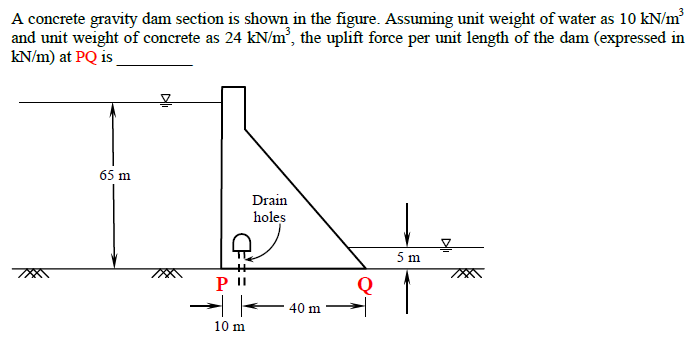 A concrete gravity dam section is shown in the figure. Assuming unit weight of water as 10 kN/m³
and unit weight of concrete as 24 kN/m³, the uplift force per unit length of the dam (expressed in
kN/m) at PQ is __________
65 m
Drain
holes
5 m
P
Q
40 m
10 m